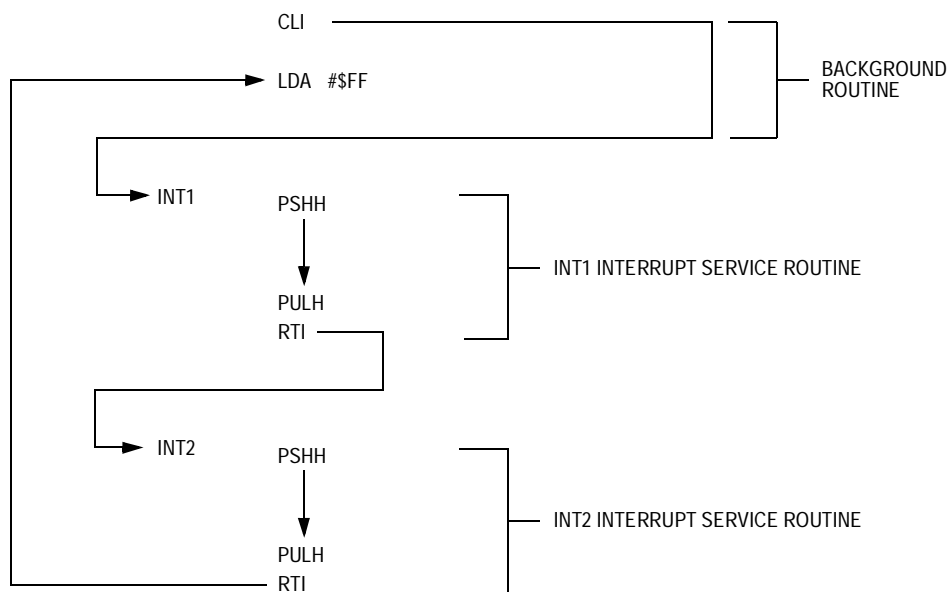 CLI
LDA #$FF
BACKGROUND
ROUTINE
INT1
PSHH
INT1 INTERRUPT SERVICE ROUTINE
PULH
RTI
INT2
PSHH
INT2 INTERRUPT SERVICE ROUTINE
PULH
RTI